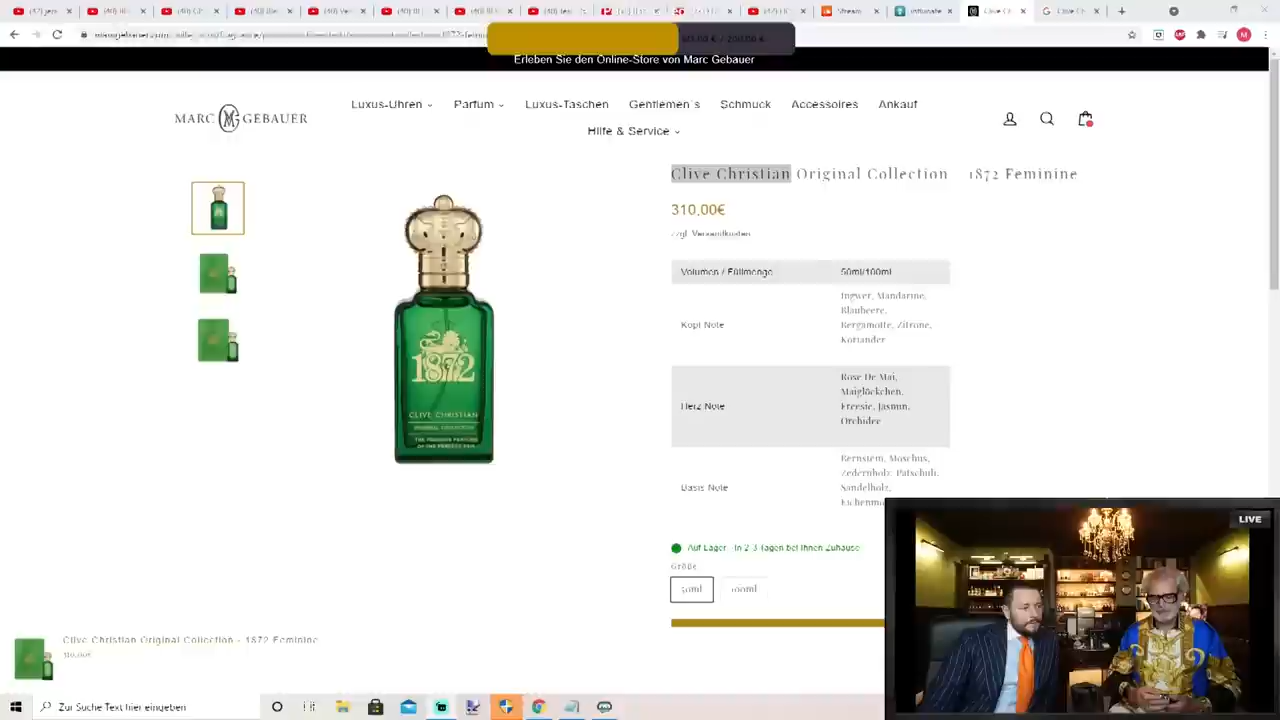 Erleben Sie den Online-Store von Marc Gebauer
MARC GEBAUER
Luxus-Uhren
Parfum
Luxus-Taschen
Gentlemen's
Schmuck
Accessoires
Ankauf
Hilfe & Service
Clive Christian Original Collection 1872 Feminine
310,00€
zzgl. Versandkosten
Volumen / Füllmenge
50ml/100ml
Kopf Note
Ingwer, Mandarine,
Blaubeere,
Bergamotte, Zitrone,
Koriander
Herz Note
Rose De Mai,
Maiglöckchen,
Freesie, Jasmin,
Orchidee
Basis Note
Bernstein, Moschus,
Zedernholz, Patschuli,
Sandelholz,
1872
CLIVE CHRISTIAN
Auf Lager
In 2-3 Tagen bei Ihnen Zuhause
Größe
50ml
100ml
LIVE
Clive Christian Original Collection - 1872 Feminine
310,00€
Zur Suche Text hier eingeben